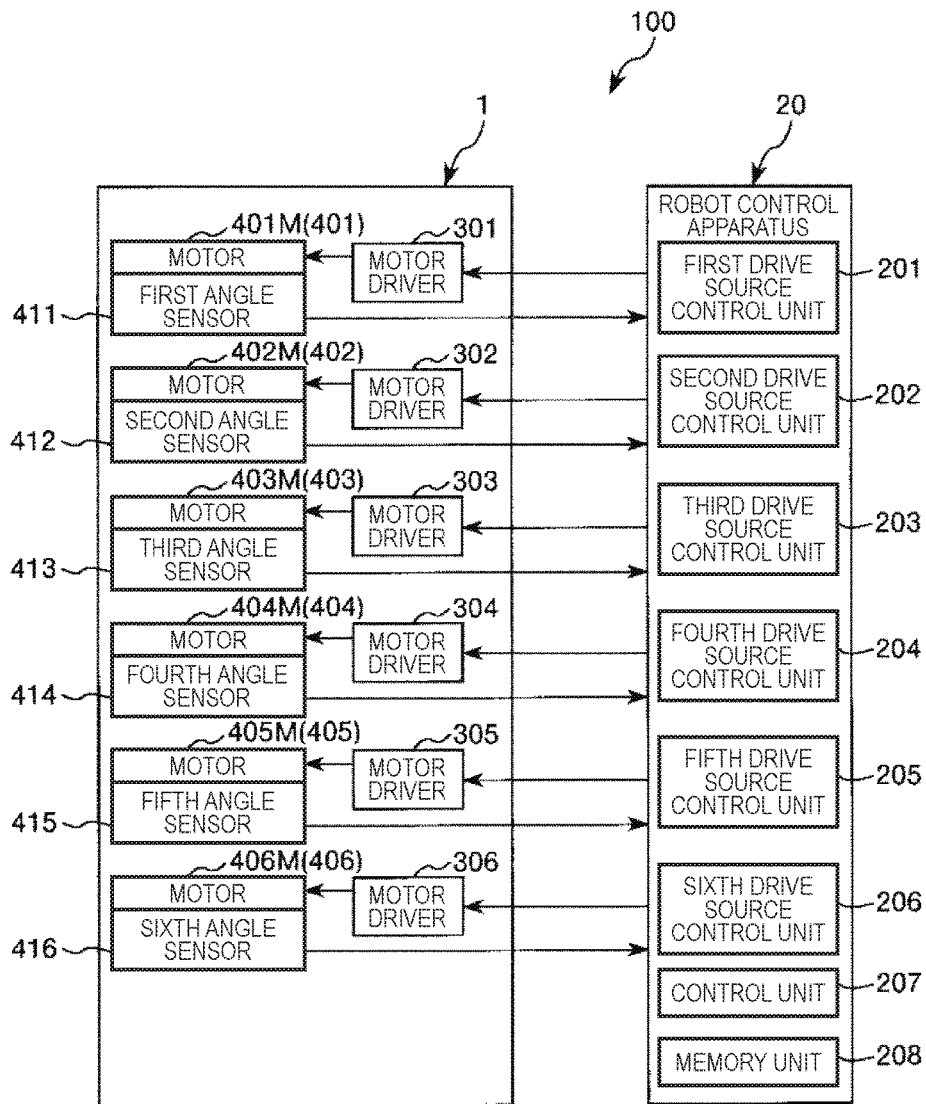 100
1
20
ROBOT CONTROL
APPARATUS
401M(401)
301
MOTOR
MOTOR
DRIVER
FIRST DRIVE
SOURCE
CONTROL UNIT
201
FIRST ANGLE
SENSOR
411
402M(402)
302
MOTOR
MOTOR
DRIVER
SECOND DRIVE
SOURCE
CONTROL UNIT
202
SECOND ANGLE
SENSOR
412
403M(403)
303
MOTOR
MOTOR
DRIVER
THIRD DRIVE
SOURCE
CONTROL UNIT
203
THIRD ANGLE
SENSOR
413
404M(404)
304
MOTOR
MOTOR
DRIVER
FOURTH DRIVE
SOURCE
CONTROL UNIT
204
FOURTH ANGLE
SENSOR
414
405M(405)
305
MOTOR
MOTOR
DRIVER
FIFTH DRIVE
SOURCE
CONTROL UNIT
205
FIFTH ANGLE
SENSOR
415
406M(406)
306
MOTOR
MOTOR
DRIVER
SIXTH DRIVE
SOURCE
CONTROL UNIT
206
SIXTH ANGLE
SENSOR
416
CONTROL UNIT
207
MEMORY UNIT
208